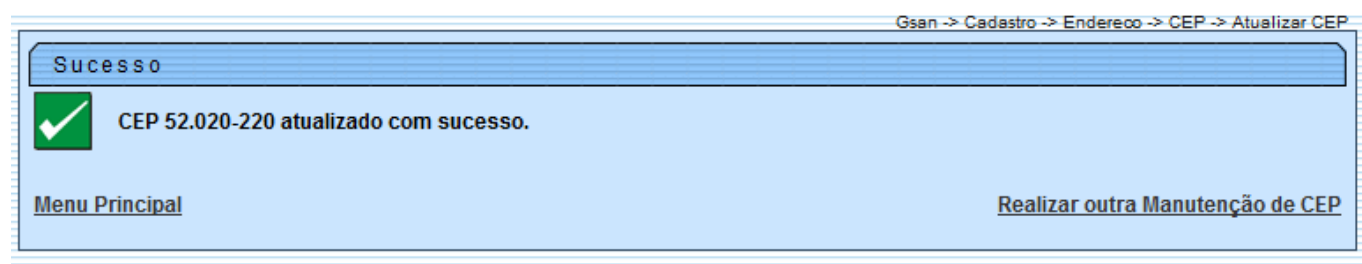 Gsan -> Cadastro -> Endereco -> CEP -> Atualizar CEP
Sucesso
CEP 52.020-220 atualizado com sucesso.
Menu Principal
Realizar outra Manutenção de CEP